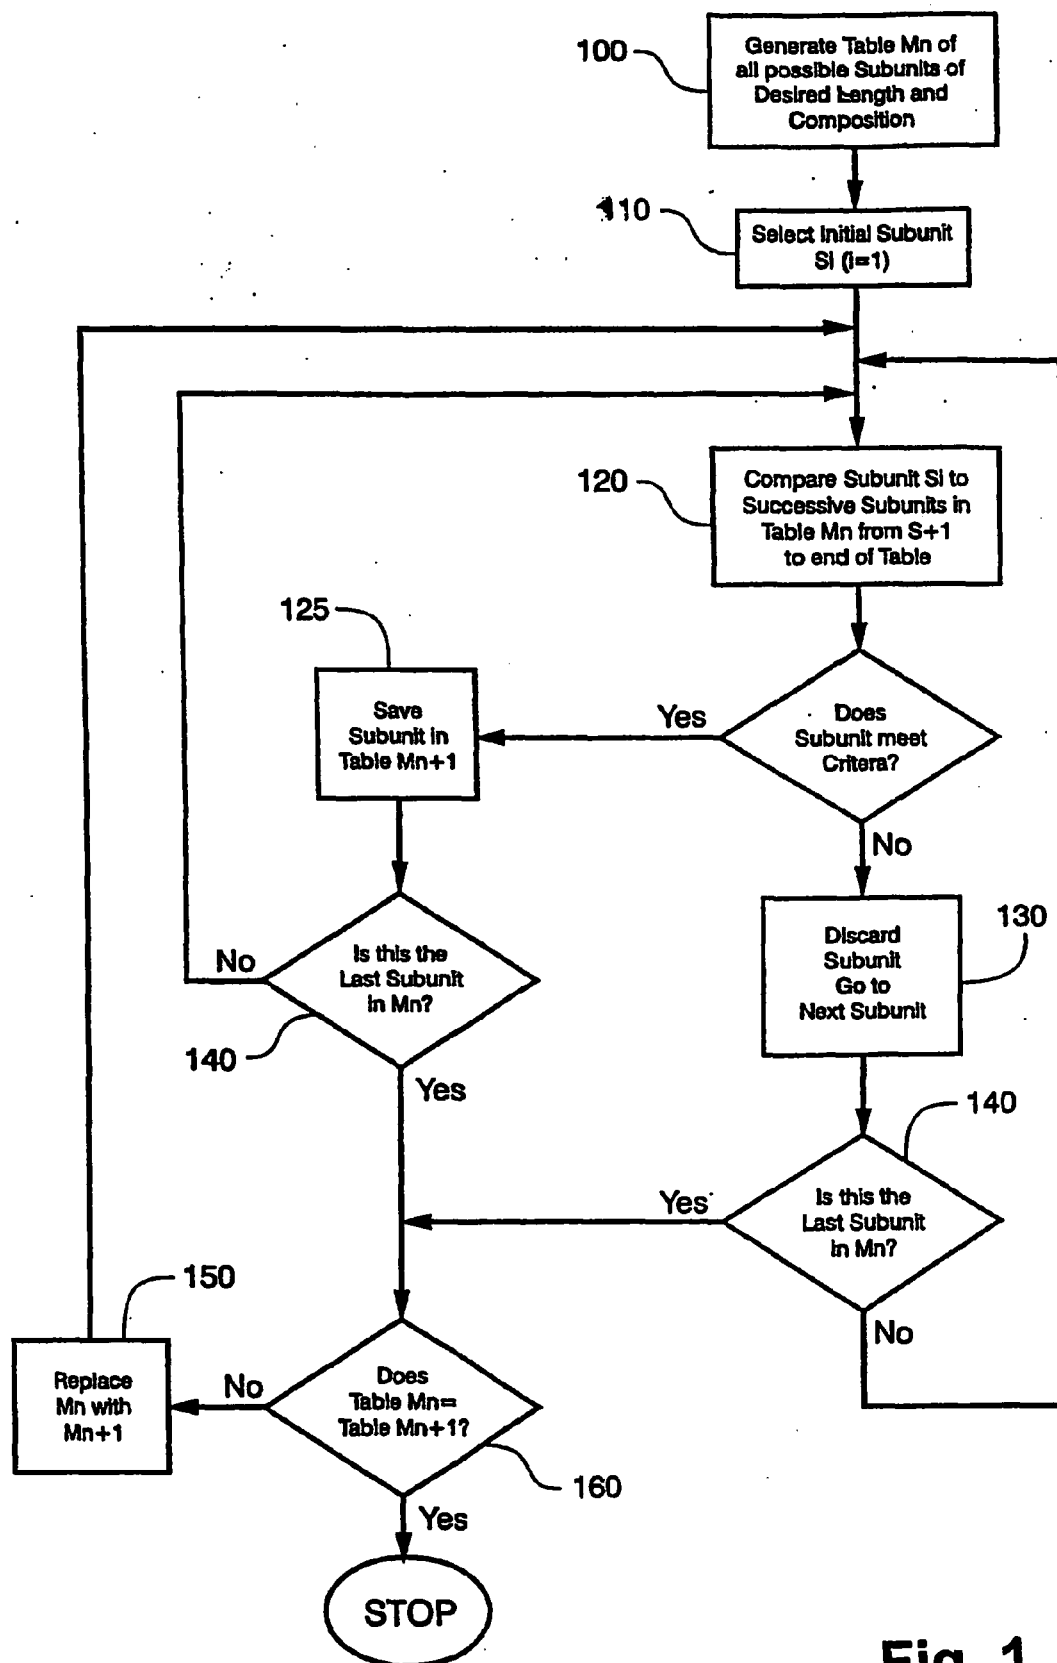 100
Generate Table Mn of
all possible Subunits of
Desired Length and
Composition
110
Select Initial Subunit
Si (i=1)
120
Compare Subunit Si to
Successive Subunits in
Table Mn from S+1
to end of Table
125
Save
Subunit in
Table Mn+1
Yes
Does
Subunit meet
Critera?
No
130
Discard
Subunit
Go to
Next Subunit
No
Is this the
Last Subunit
in Mn?
140
Yes
140
Yes
Is this the
Last Subunit
in Mn?
No
150
Replace
Mn with
Mn+1
No
Does
Table Mn=
Table Mn+1?
160
Yes
STOP
Fig. 1